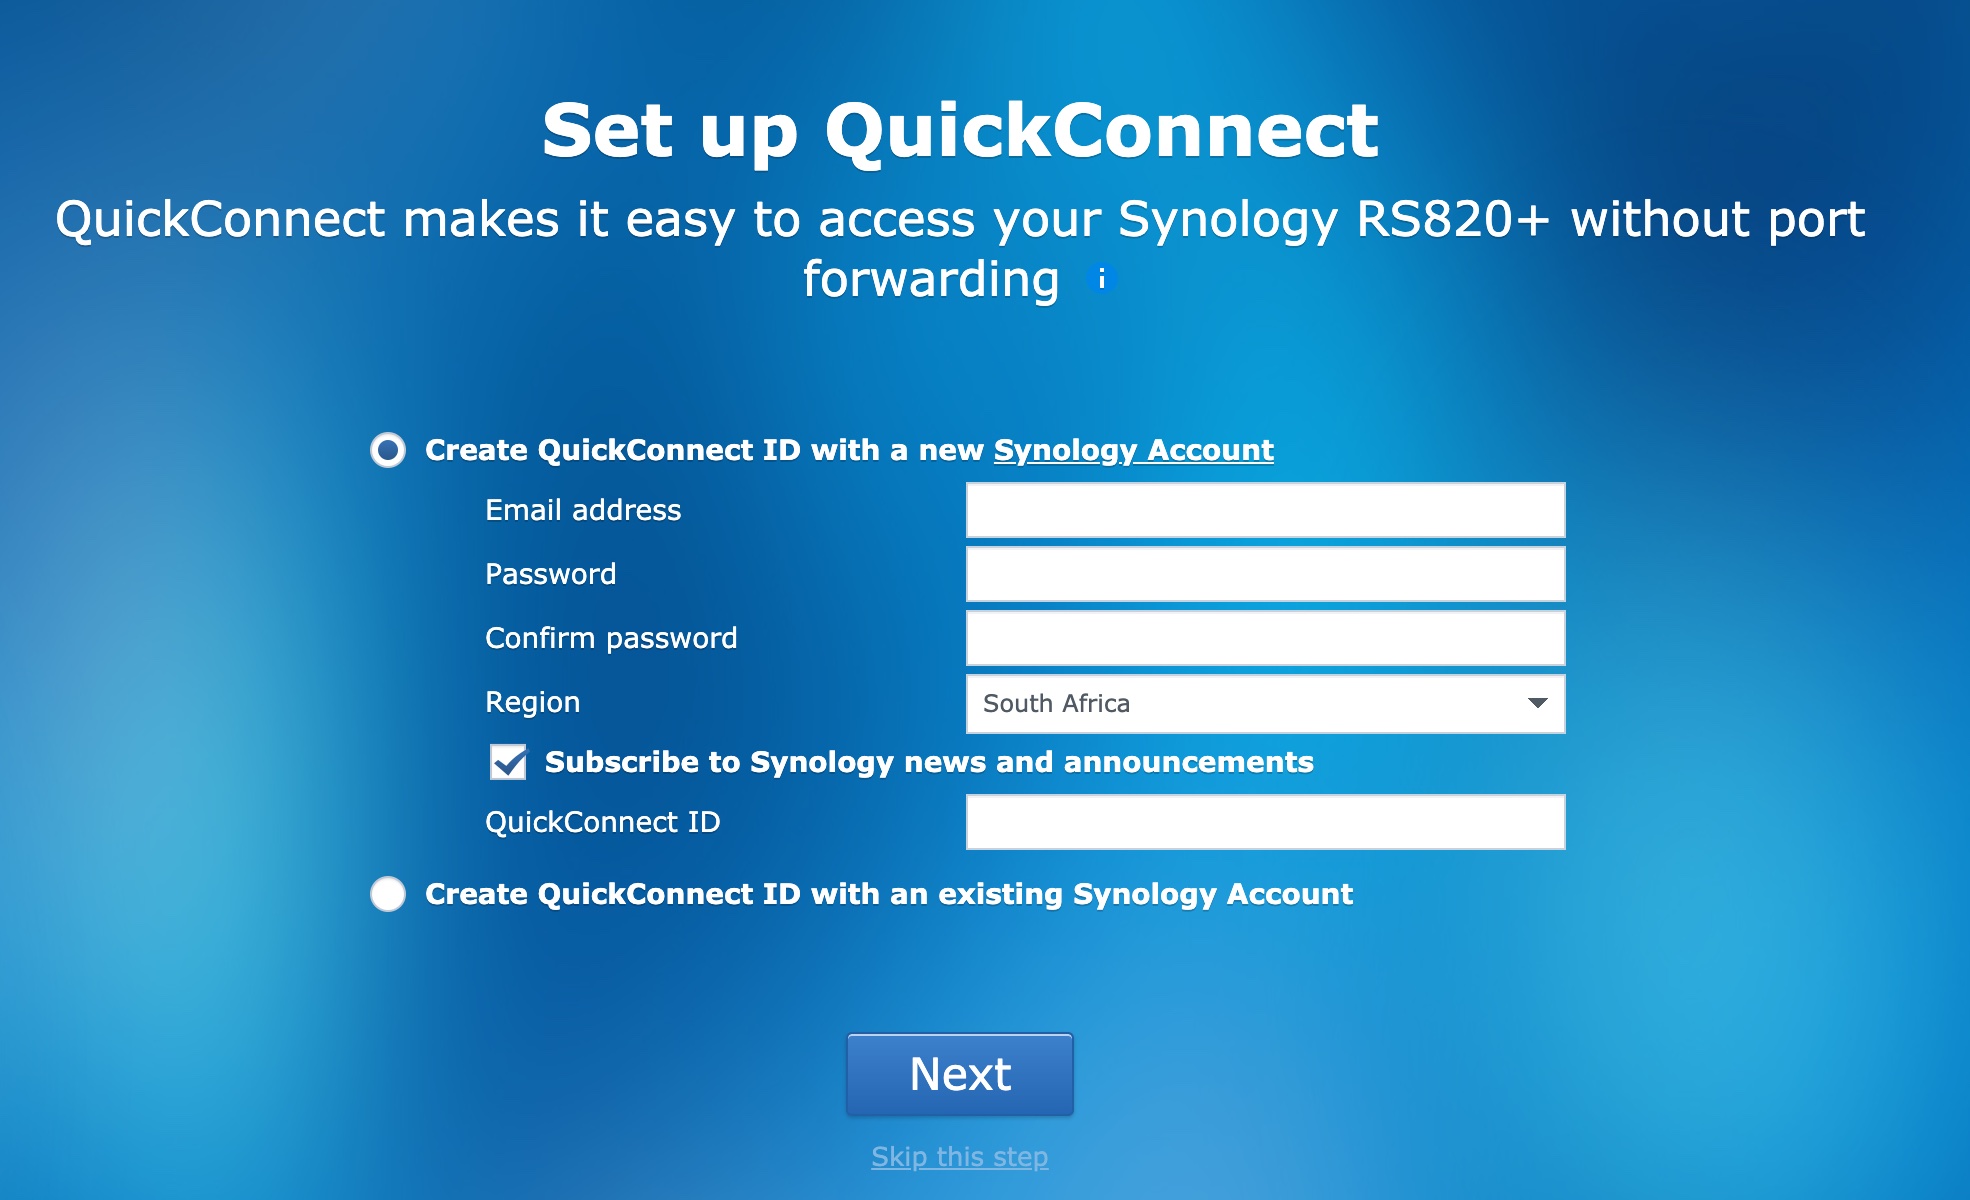 Set up QuickConnect
QuickConnect makes it easy to access your Synology RS820+ without port
forwarding i
Create QuickConnect ID with a new Synology Account
Email address
Password
Confirm password
Region South Africa
Subscribe to Synology news and announcements
QuickConnect ID
Create QuickConnect ID with an existing Synology Account
Next
Skip this step